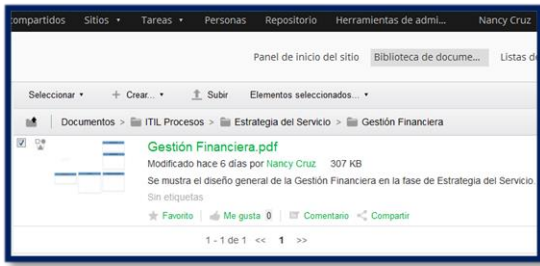 ompartidos Sitios Tareas Personas Repositorio Herramientas de admi... Nancy Cruz
Panel de inicio del sitio Biblioteca de docume... Listas de
Seleccionar Crear... Subir Elementos seleccionados...
Documentos > ITIL Procesos > Estrategia del Servicio > Gestión Financiera
Gestión Financiera.pdf
Modificado hace 6 días por Nancy Cruz 307 KB
Se mustra el diseño general de la Gestión Financiera en la fase de Estrategia del Servicio.
Sin etiquetas
Favorito Me gusta 0 Comentario Compartir
1 - 1 de 1 << 1 >>